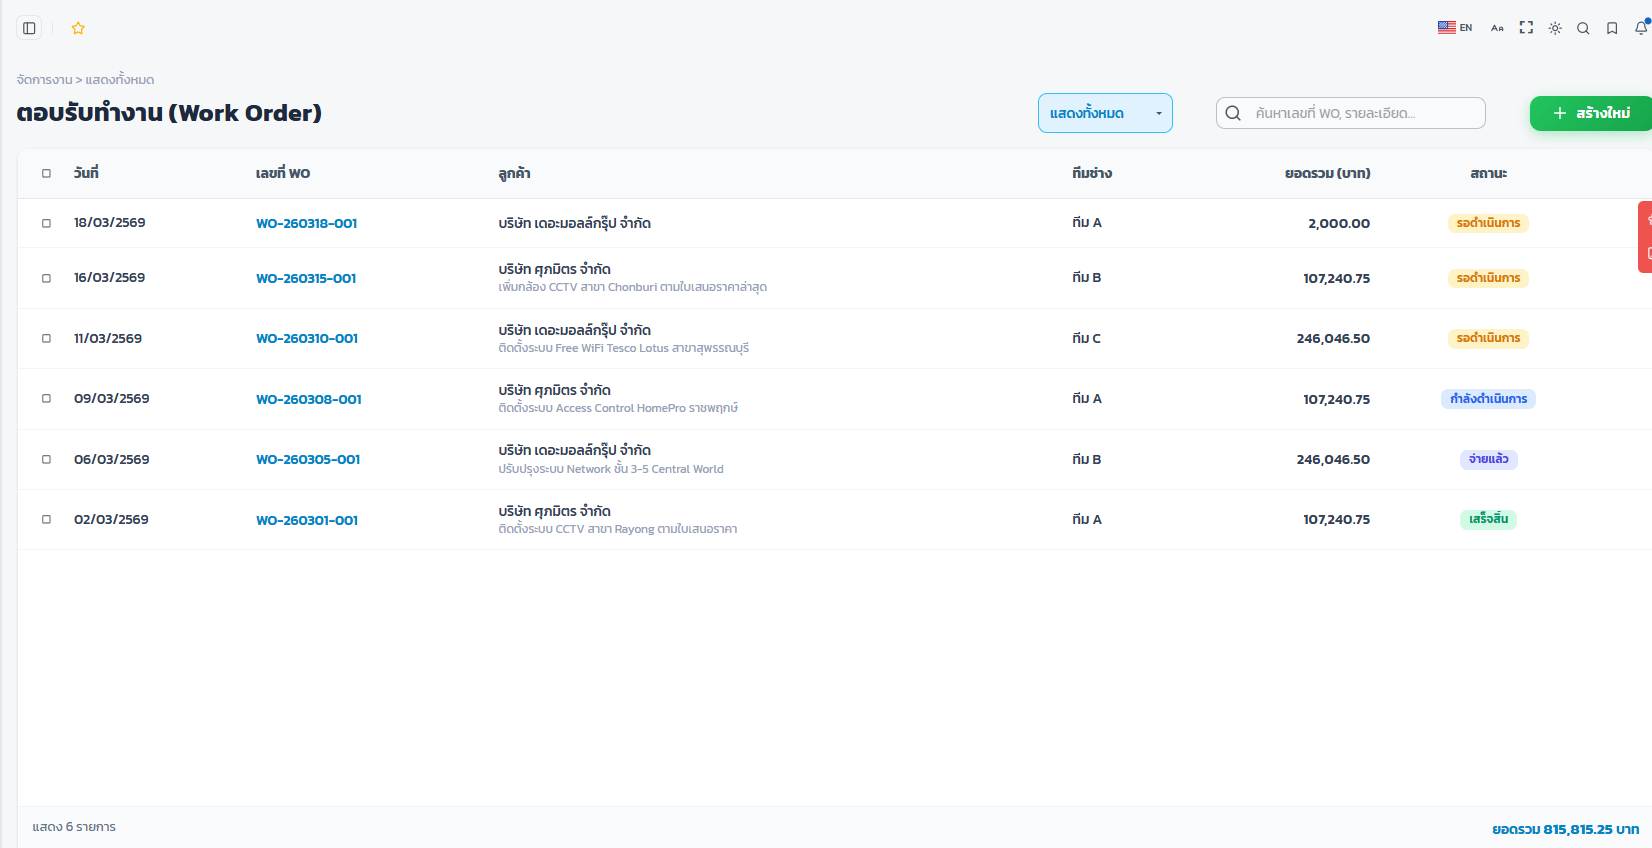 EN
จัดการงาน > แสดงทั้งหมด
ตอบรับทำงาน (Work Order)
แสดงทั้งหมด
ค้นหาเลขที่ WO, รายละเอียด...
+ สร้างใหม่
วันที่ เลขที่ WO ลูกค้า ทีมช่าง ยอดรวม (บาท) สถานะ
18/03/2569 WO-260318-001 บริษัท เดอะมอลล์กรุ๊ป จำกัด ทีม A 2,000.00 รอดำเนินการ
16/03/2569 WO-260315-001 บริษัท ศุภมิตร จำกัด ทีม B 107,240.75 รอดำเนินการ
เพิ่มกล้อง CCTV สาขา Chonburi ตามใบเสนอราคาล่าสุด
11/03/2569 WO-260310-001 บริษัท เดอะมอลล์กรุ๊ป จำกัด ทีม C 246,046.50 รอดำเนินการ
ติดตั้งระบบ Free WiFi Tesco Lotus สาขาสุพรรณบุรี
09/03/2569 WO-260308-001 บริษัท ศุภมิตร จำกัด ทีม A 107,240.75 กำลังดำเนินการ
ติดตั้งระบบ Access Control HomePro ราชพฤกษ์
06/03/2569 WO-260305-001 บริษัท เดอะมอลล์กรุ๊ป จำกัด ทีม B 246,046.50 จ่ายแล้ว
ปรับปรุงระบบ Network ชั้น 3-5 Central World
02/03/2569 WO-260301-001 บริษัท ศุภมิตร จำกัด ทีม A 107,240.75 เสร็จสิ้น
ติดตั้งระบบ CCTV สาขา Rayong ตามใบเสนอราคา
แสดง 6 รายการ
ยอดรวม 815,815.25 บาท